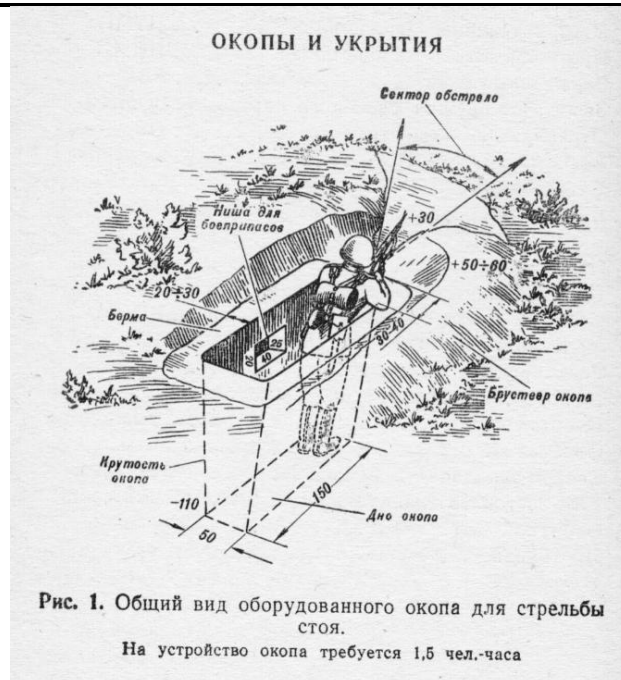 ОКОПЫ И УКРЫТИЯ
Сектор обстрела
Ниша для
боеприпасов
+30
+50÷60
20÷30
Берма
25
20
40
30-40
Бруствер окопа
Крутость
окопа
-110
150
Дно окопа
50
Рис. 1. Общий вид оборудованного окопа для стрельбы
стоя.
На устройство окопа требуется 1,5 чел.-часа